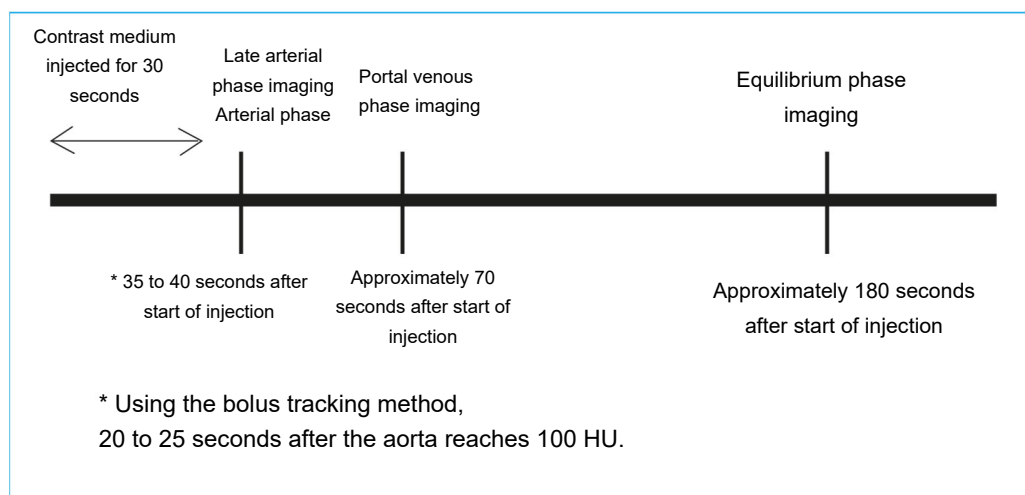 Contrast medium
injected for 30
seconds
Late arterial
phase imaging
Arterial phase
Portal venous
phase imaging
Equilibrium phase
imaging
* 35 to 40 seconds after
start of injection
Approximately 70
seconds after start of
injection
Approximately 180 seconds
after start of injection
* Using the bolus tracking method,
20 to 25 seconds after the aorta reaches 100 HU.